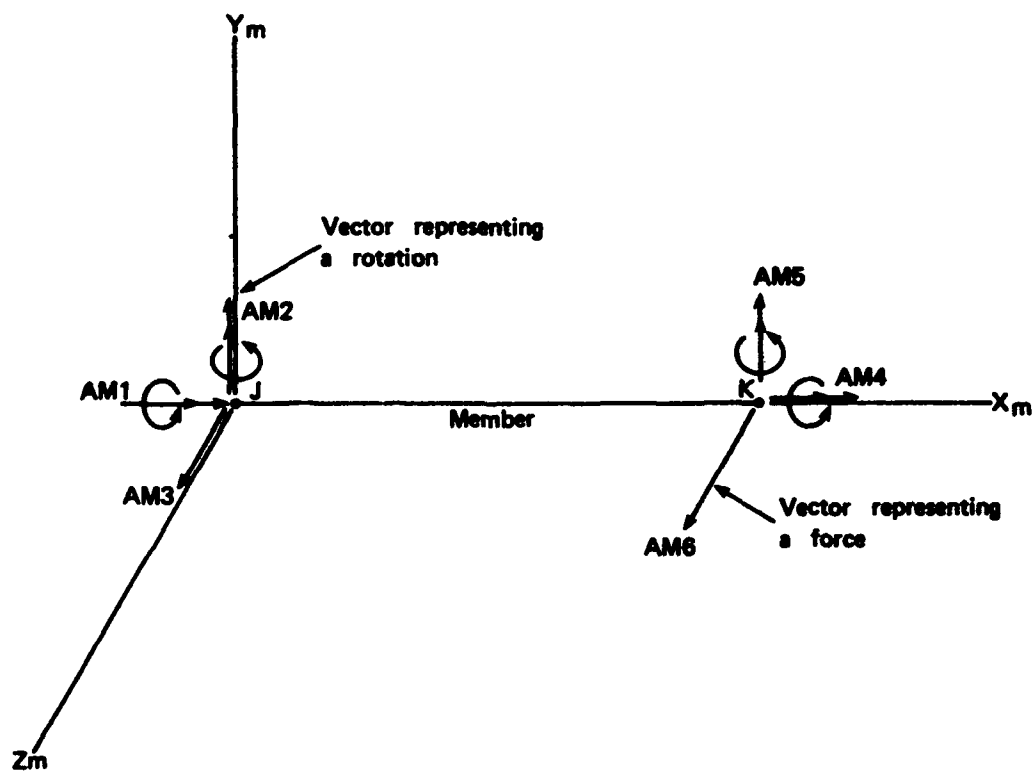 Ym
Vector representing
a rotation
AM2
AM5
AM1
J
K
AM4
Xm
Member
AM3
AM6
Vector representing
a force
Zm